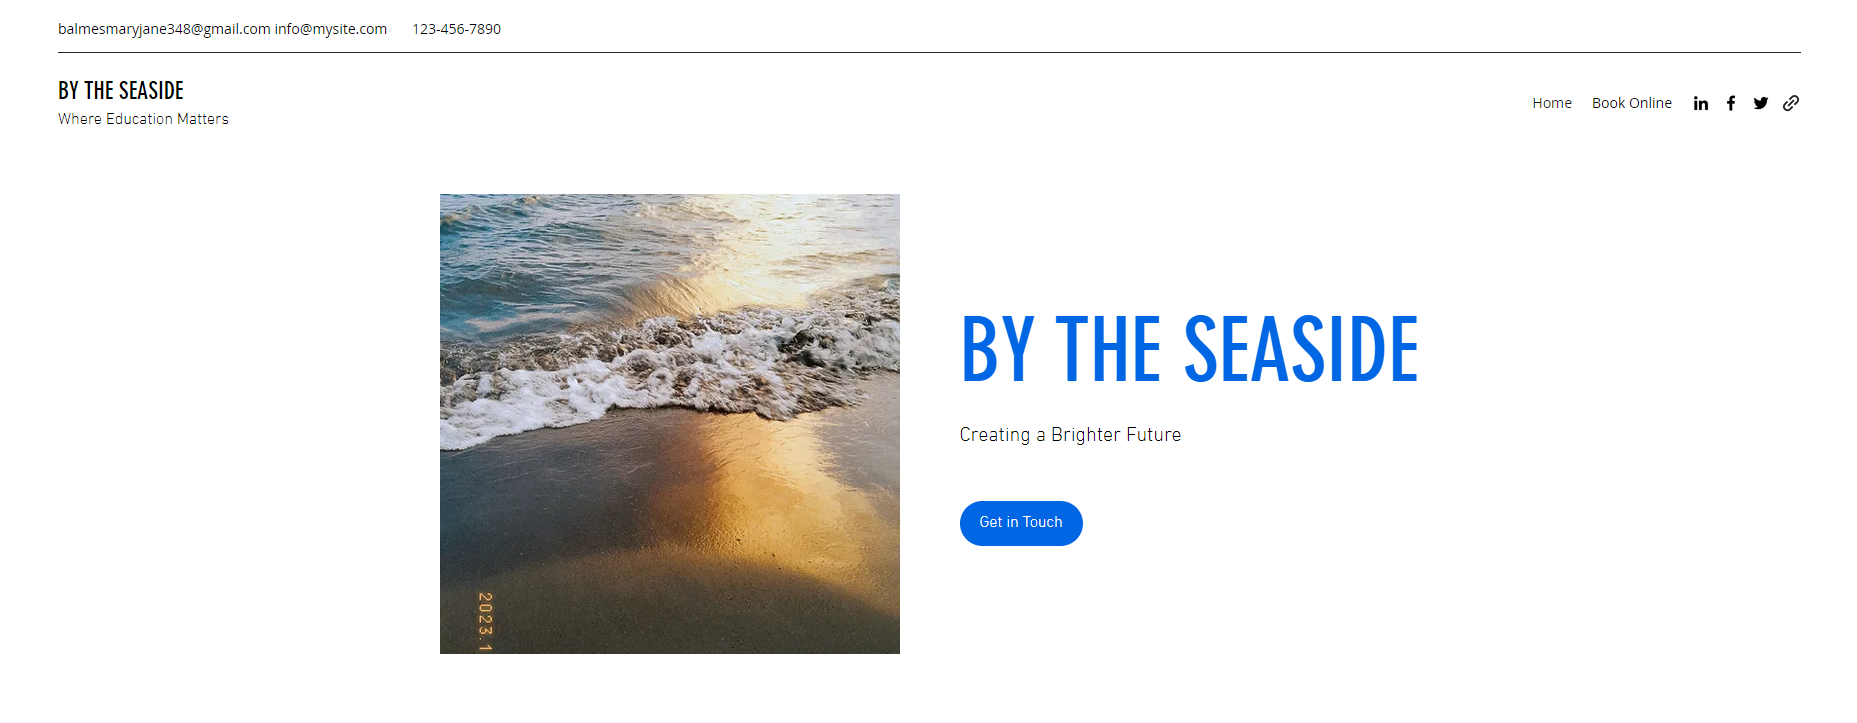 balmesmaryjane348@gmail.com info@mysite.com 123-456-7890
BY THE SEASIDE
Where Education Matters
Home Book Online
BY THE SEASIDE
Creating a Brighter Future
Get in Touch
2023.1